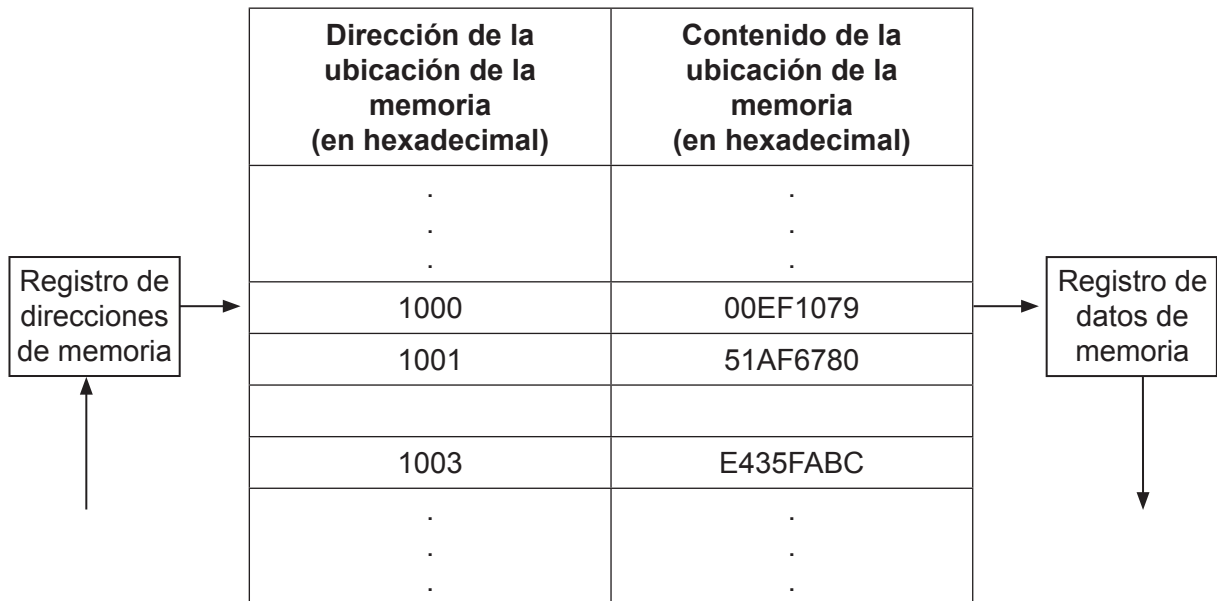 Dirección de la
ubicación de la
memoria
(en hexadecimal)
Contenido de la
ubicación de la
memoria
(en hexadecimal)
.
.
.
.
.
.
Registro de
direcciones
de memoria
1000
00EF1079
1001
51AF6780
1003
E435FABC
Registro de
datos de
memoria
.
.
.
.
.
.